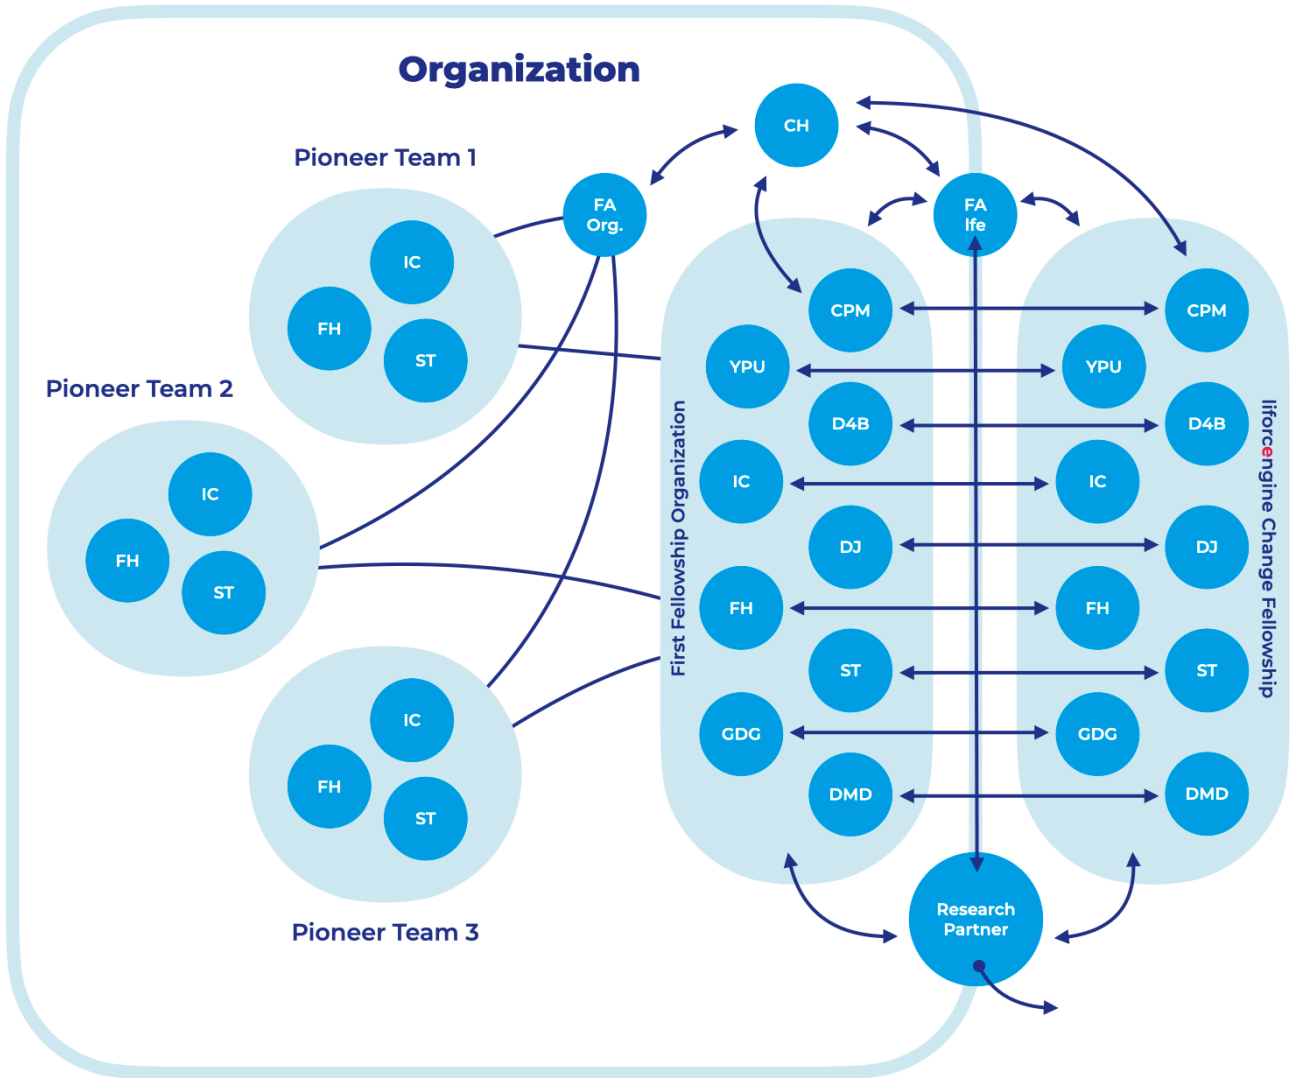 Organization
CH
Pioneer Team 1
FA
Org.
FA
lfe
IC
FH
ST
Pioneer Team 2
IC
FH
ST
IC
FH
ST
Pioneer Team 3
First Fellowship Organization
CPM
YPU
D4B
IC
DJ
FH
ST
GDG
DMD
CPM
YPU
D4B
IC
DJ
FH
ST
GDG
DMD
liforcengine Change Fellowship
Research
Partner